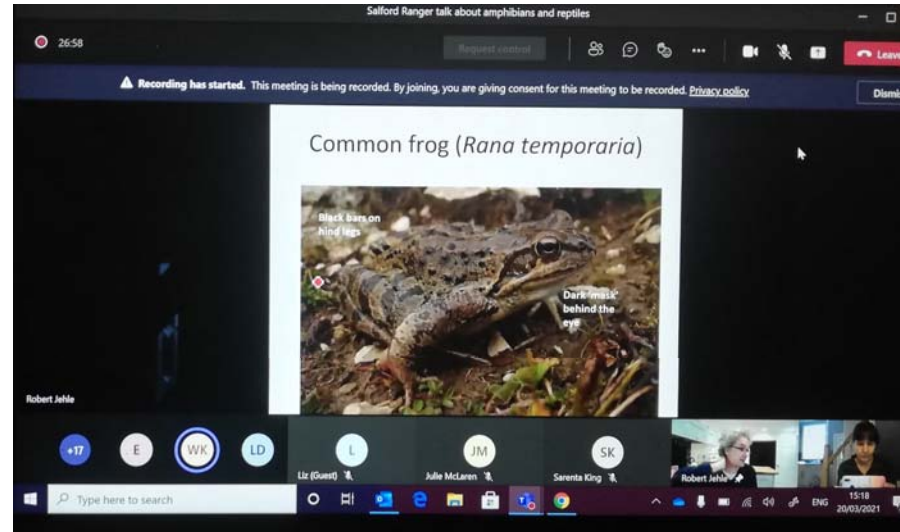 Salford Ranger talk about amphibians and reptiles
26:58
Request control
Leave
Recording has started. This meeting is being recorded. By joining, you are giving consent for this meeting to be recorded. Privacy policy
Common frog (Rana temporaria)
Black bars on
hind legs
Dark 'mask'
behind the
eye
Robert Jehle
+17
E
WK
LD
L
JM
SK
Liz (Guest)
Julie McLaren
Sarenta King
Robert Jehle
Type here to search
ENG
15:18
20/03/2021